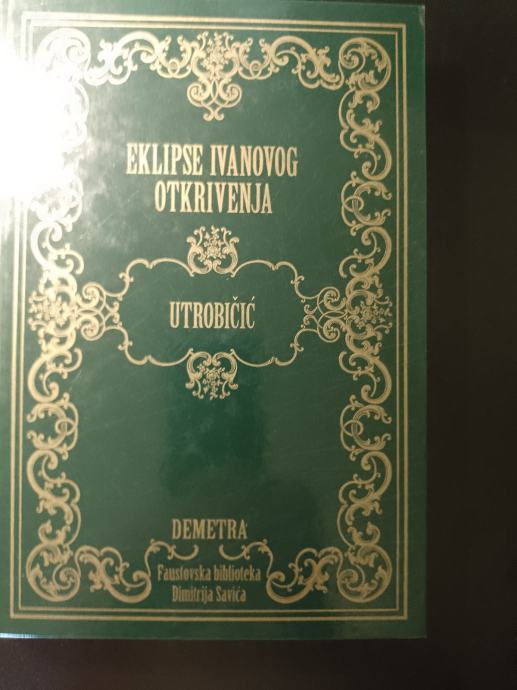 EKLIPSE IVANOVOG
OTKRIVENJA
UTROBIČIĆ
DEMETRA
Faustovska biblioteka
Dimitrija Savića